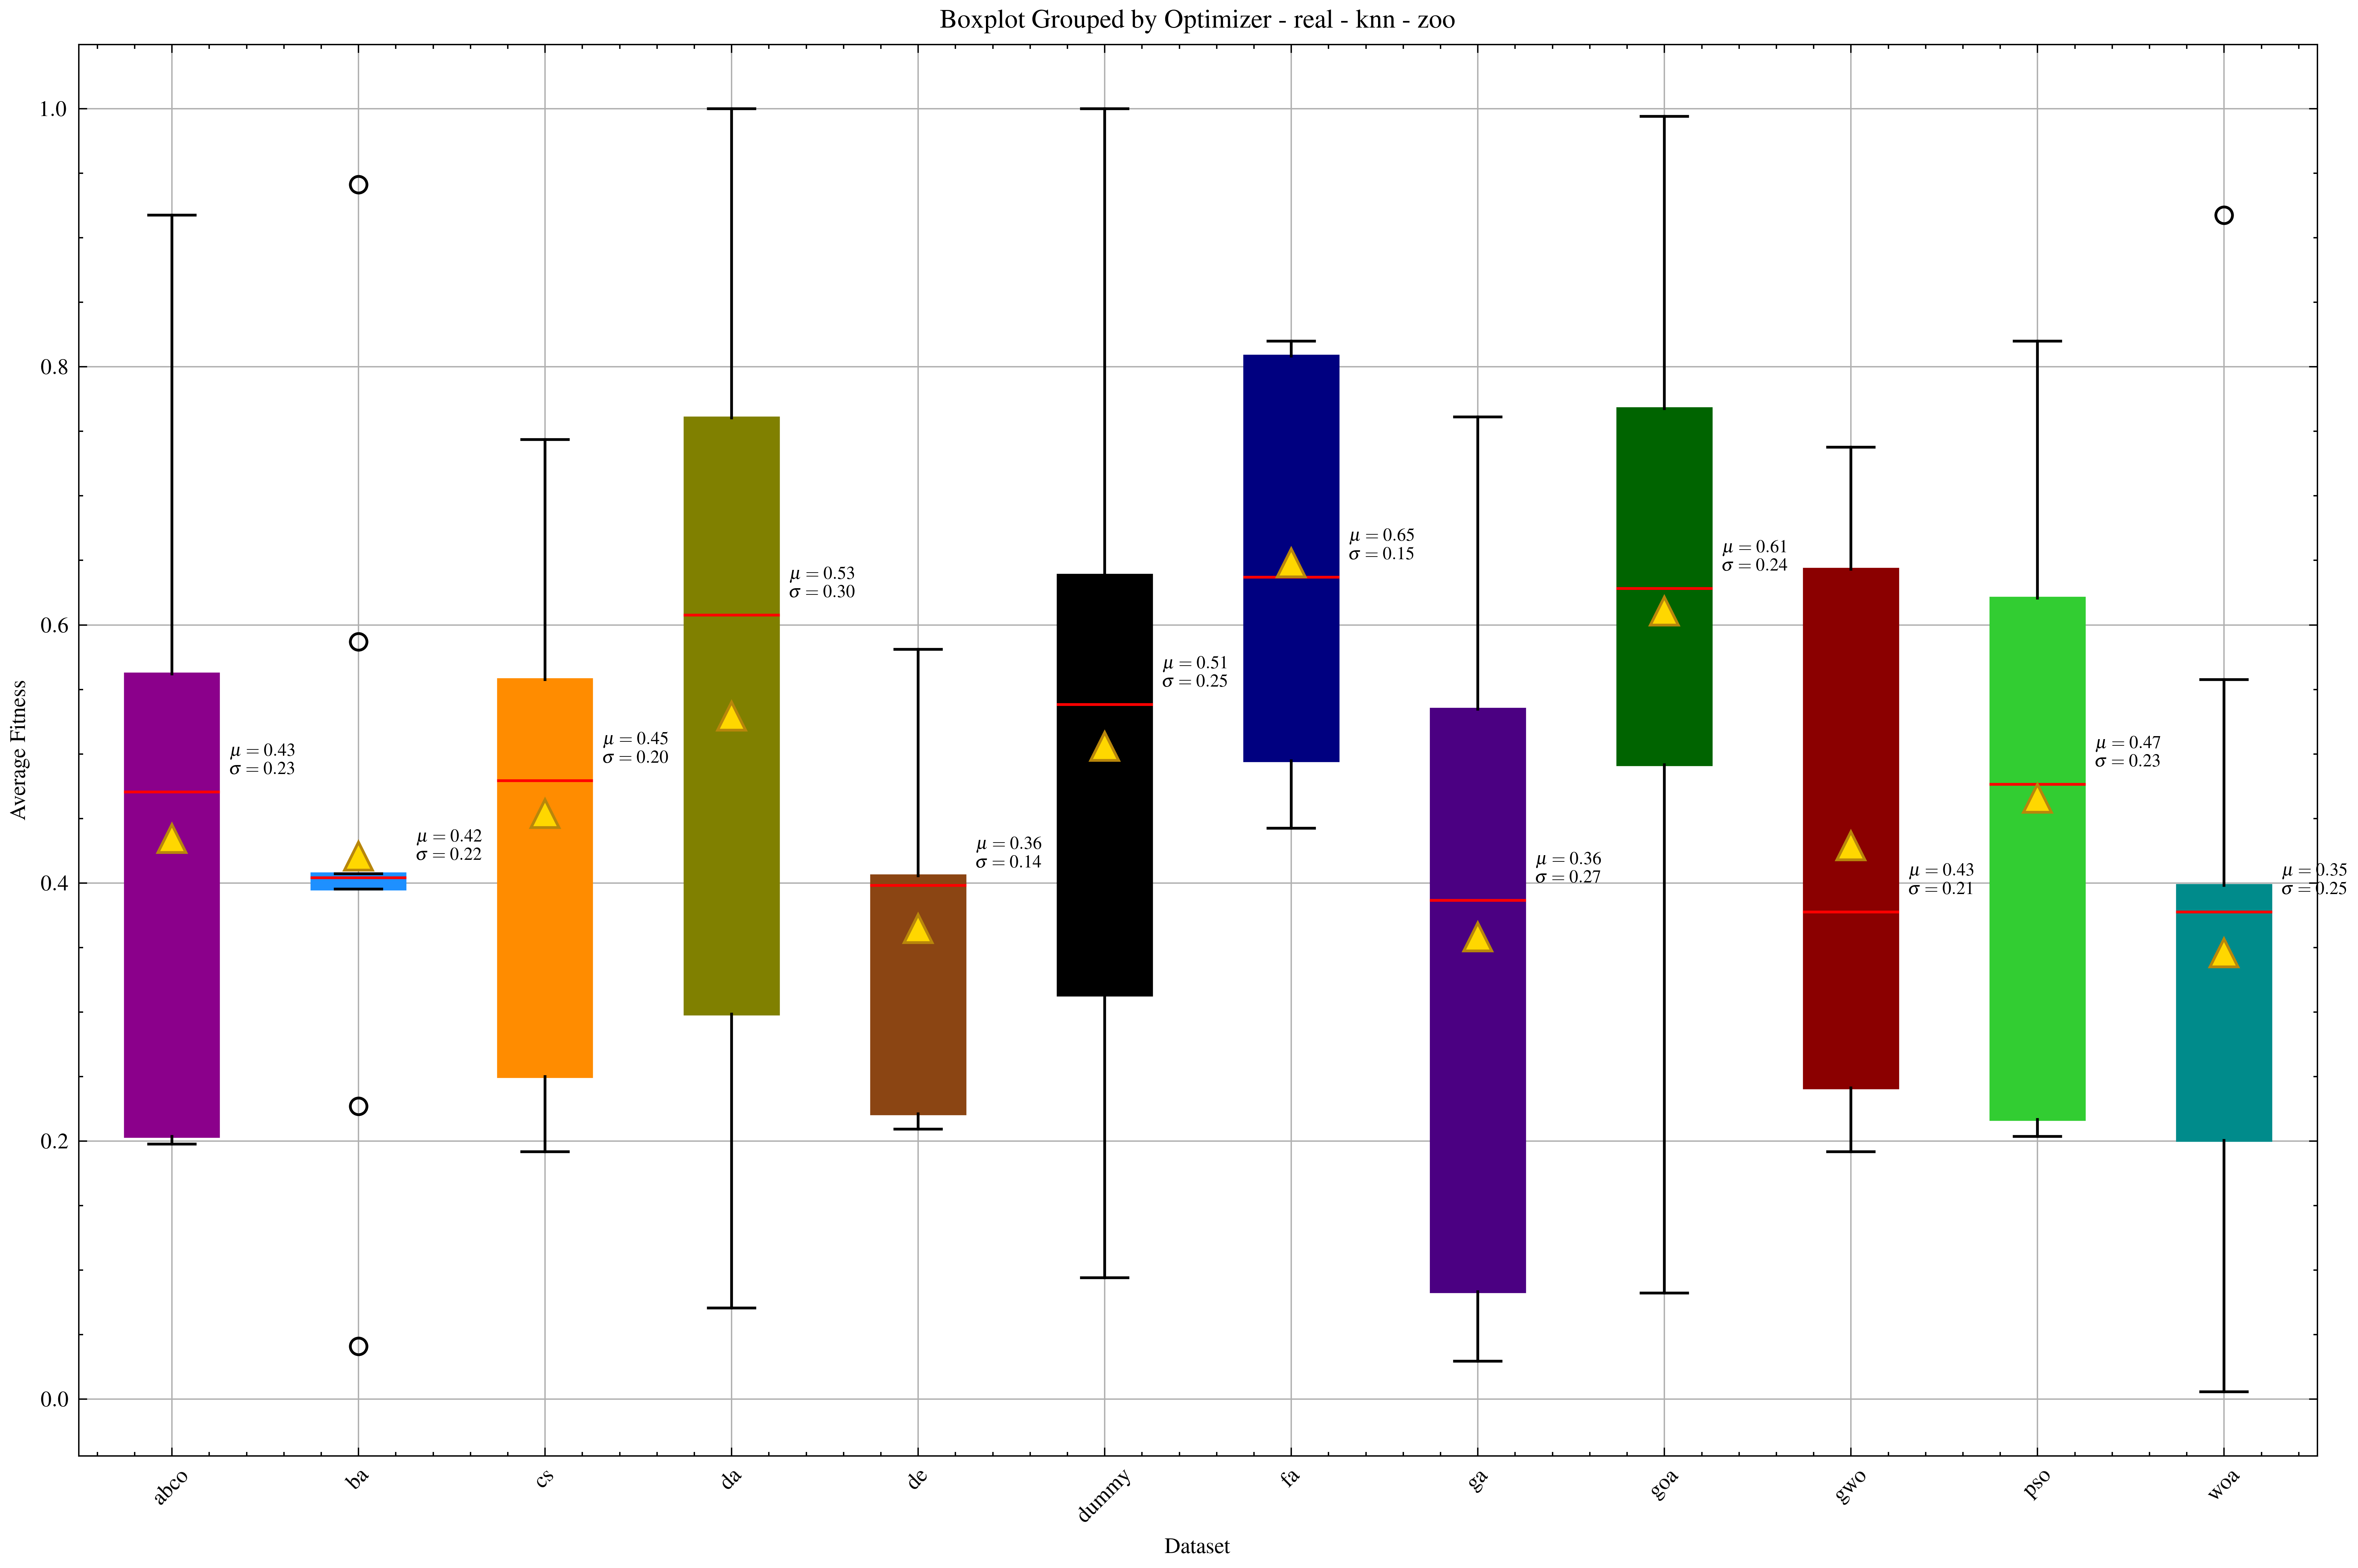 Boxplot Grouped by Optimizer - real - knn - zoo
Average Fitness
1.0
0.8
0.6
0.4
0.2
0.0
μ = 0.43
σ = 0.23
μ = 0.42
σ = 0.22
μ = 0.45
σ = 0.20
μ = 0.53
σ = 0.30
μ = 0.36
σ = 0.14
μ = 0.51
σ = 0.25
μ = 0.65
σ = 0.15
μ = 0.36
σ = 0.27
μ = 0.61
σ = 0.24
μ = 0.43
σ = 0.21
μ = 0.47
σ = 0.23
μ = 0.35
σ = 0.25
abco
ba
cs
da
de
dummy
fa
ga
goa
gwo
pso
woa
Dataset